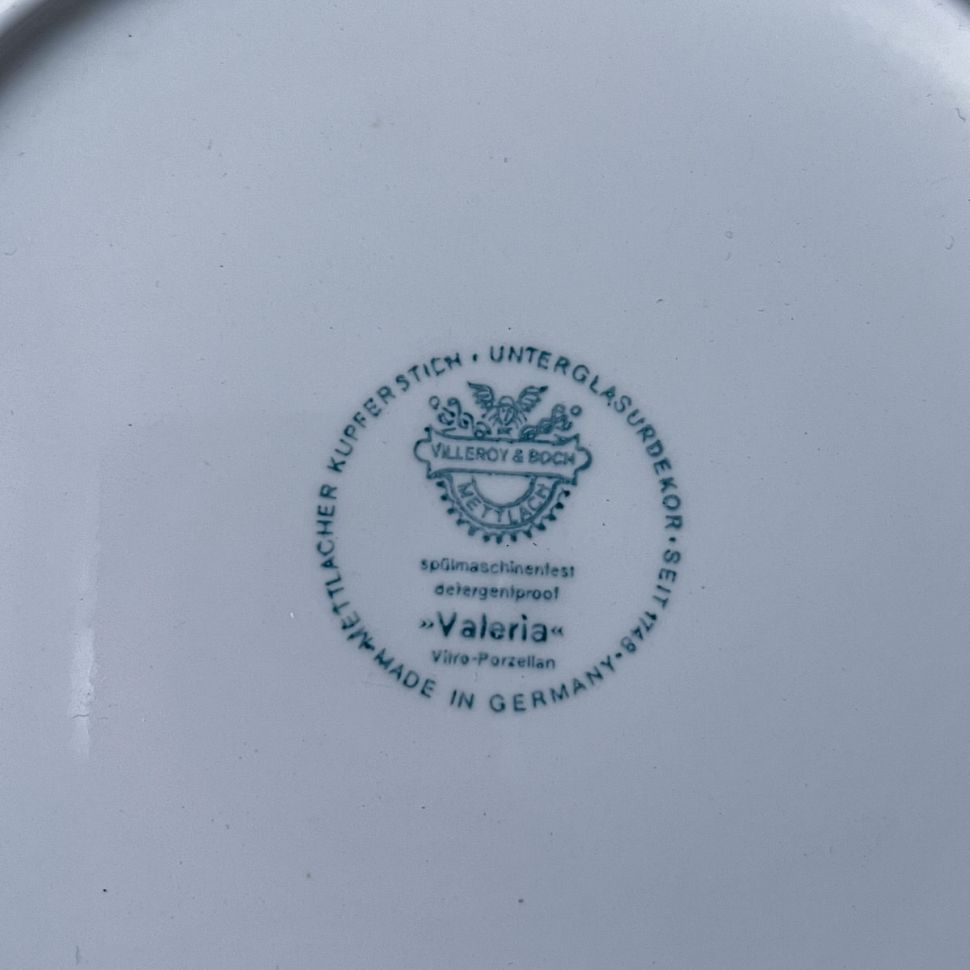 METTLACHER KUPFERSTICH • UNTERGLASURDEKOR • SEIT 1748 • MADE IN GERMANY •
VILLEROY & BOCH
METTLACH
spülmaschinenfest
detergentproof
»Valeria«
Vitro-Porzellan